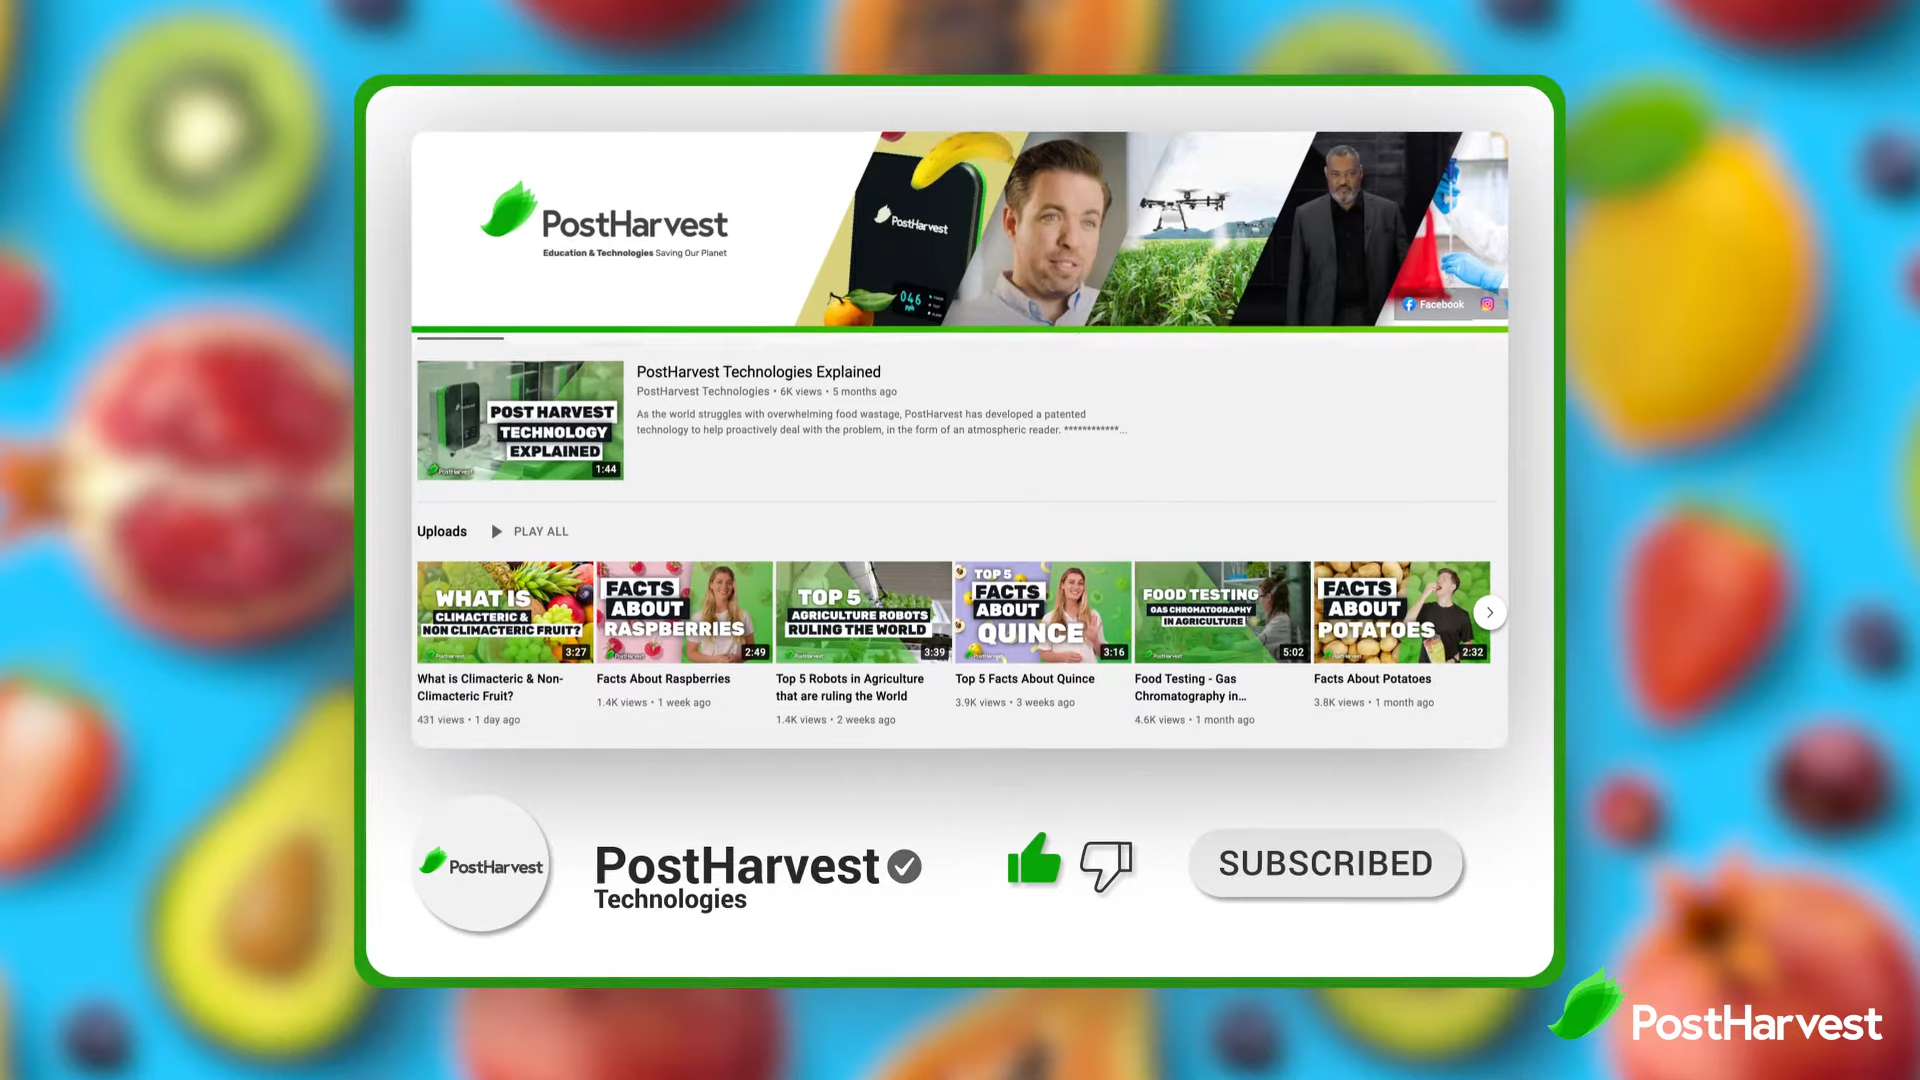 PostHarvest
Education & Technologies Saving Our Planet
PostHarvest
046
Facebook
PostHarvest Technologies Explained
PostHarvest Technologies • 6K views • 5 months ago
As the world struggles with overwhelming food wastage, PostHarvest has developed a patented
technology to help proactively deal with the problem, in the form of an atmospheric reader. ************...
POST HARVEST
TECHNOLOGY
EXPLAINED
PostHarvest
1:44
Uploads
PLAY ALL
WHAT IS
CLIMACTERIC &
NON CLIMACTERIC FRUIT?
PostHarvest
3:27
What is Climacteric & Non-
Climacteric Fruit?
431 views • 1 day ago
FACTS
ABOUT
RASPBERRIES
PostHarvest
2:49
Facts About Raspberries
1.4K views • 1 week ago
TOP 5
AGRICULTURE ROBOTS
RULING THE WORLD
PostHarvest
3:39
Top 5 Robots in Agriculture
that are ruling the World
1.4K views • 2 weeks ago
TOP 5
FACTS
ABOUT
QUINCE
PostHarvest
3:16
Top 5 Facts About Quince
3.9K views • 3 weeks ago
FOOD TESTING
GAS CHROMATOGRAPHY
IN AGRICULTURE
PostHarvest
5:02
Food Testing - Gas
Chromatography in...
4.6K views • 1 month ago
FACTS
ABOUT
POTATOES
PostHarvest
2:32
Facts About Potatoes
3.8K views • 1 month ago
PostHarvest
PostHarvest
Technologies
SUBSCRIBED
PostHarvest